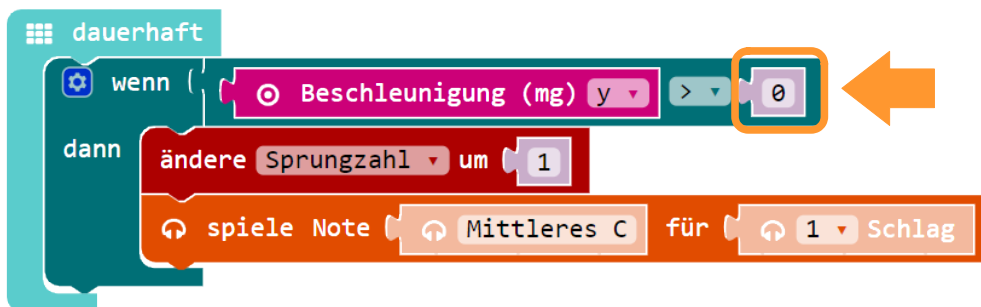 dauerhaft
wenn ( Beschleunigung (mg) y > 0
dann
ändere Sprungzahl um 1
spiele Note Mittleres C für 1 Schlag